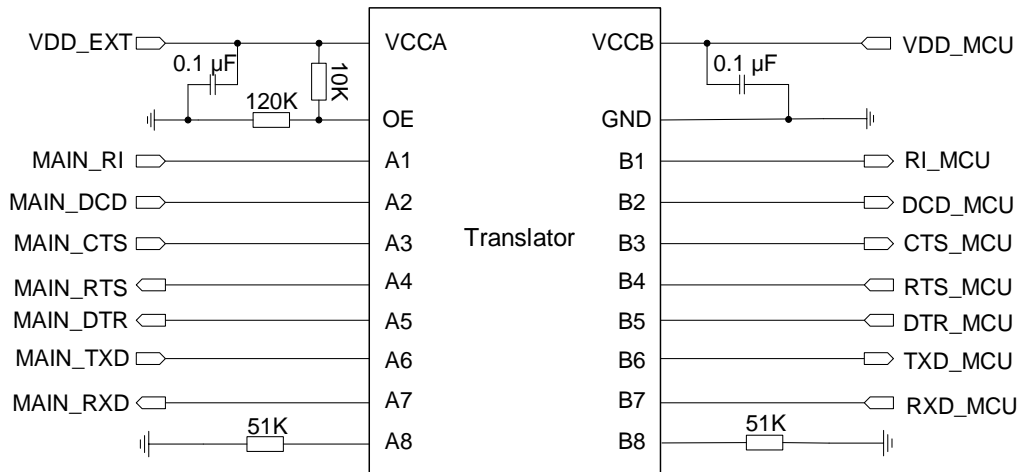 VDD_EXT VCCA VCCB VDD_MCU
0.1 µF 10K 0.1 µF
120K
OE GND
MAIN_RI A1 B1 RI_MCU
MAIN_DCD A2 B2 DCD_MCU
MAIN_CTS A3 Translator B3 CTS_MCU
MAIN_RTS A4 B4 RTS_MCU
MAIN_DTR A5 B5 DTR_MCU
MAIN_TXD A6 B6 TXD_MCU
MAIN_RXD A7 B7 RXD_MCU
51K A8 B8 51K